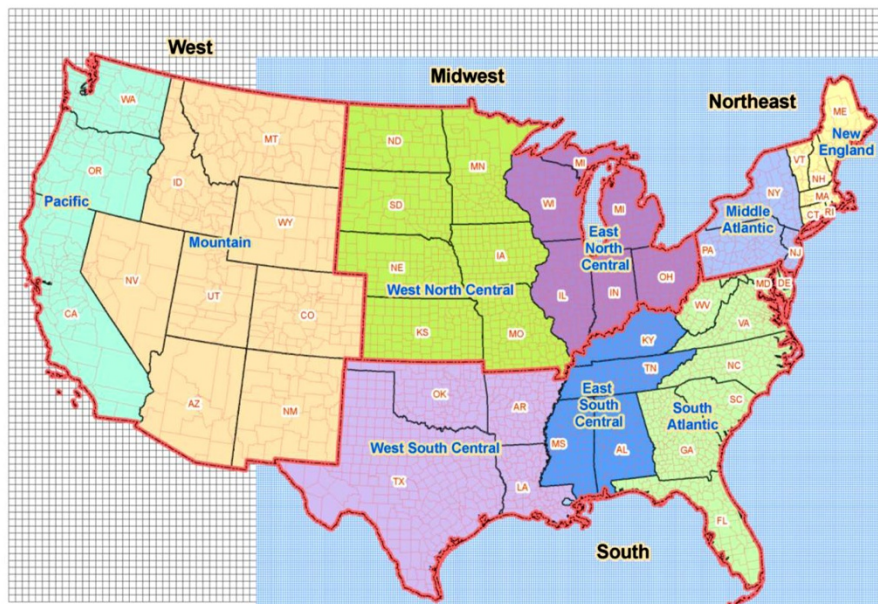 West
Midwest
Northeast
WA
MT
ND
MN
ME
New
England
VT
NH
OR
ID
MI
WI
NY
MA
CT
RI
Pacific
SD
WY
MI
Middle
Atlantic
Mountain
East
North
Central
IA
PA
NJ
NE
West North Central
OH
MD
DE
NV
UT
CO
IL
IN
WV
CA
KS
MO
VA
KY
TN
NC
AZ
NM
OK
AR
East
South
Central
SC
South
Atlantic
West South Central
MS
AL
GA
TX
LA
FL
South